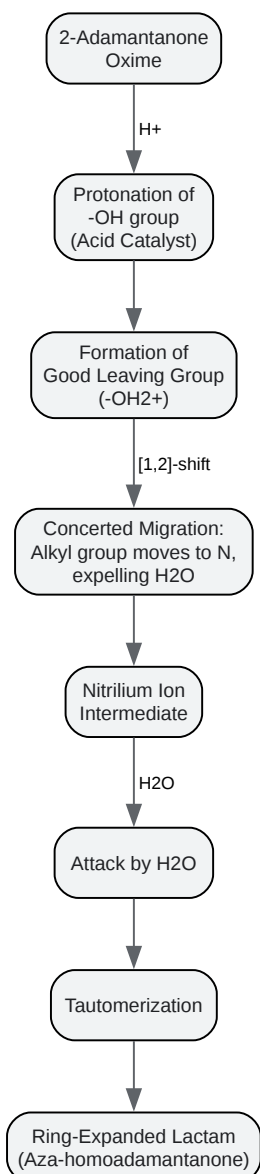 2-Adamantanone
Oxime
H+
Protonation of
-OH group
(Acid Catalyst)
Formation of
Good Leaving Group
(-OH2+)
[1,2]-shift
Concerted Migration:
Alkyl group moves to N,
expelling H2O
Nitrilium Ion
Intermediate
H2O
Attack by H2O
Tautomerization
Ring-Expanded Lactam
(Aza-homoadamantanone)